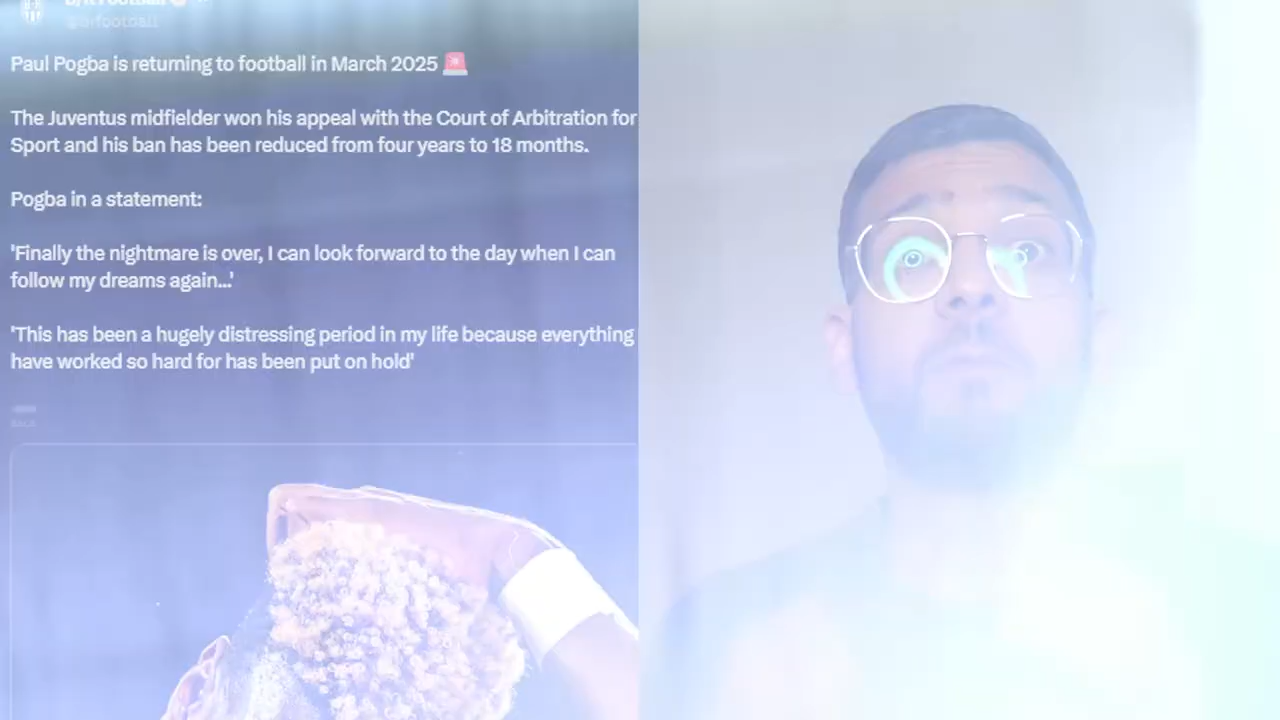 B/R Football
@brfootball
Paul Pogba is returning to football in March 2025 🚨
The Juventus midfielder won his appeal with the Court of Arbitration for
Sport and his ban has been reduced from four years to 18 months.
Pogba in a statement:
'Finally the nightmare is over, I can look forward to the day when I can
follow my dreams again...'
'This has been a hugely distressing period in my life because everything
have worked so hard for has been put on hold'